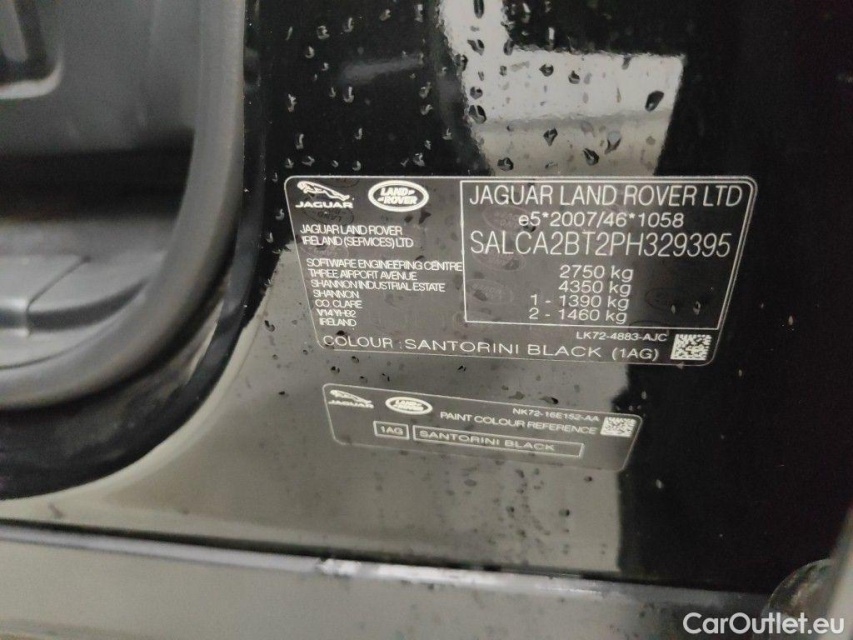 JAGUAR
LAND ROVER
JAGUAR LAND ROVER
IRELAND (SERVICES) LTD
SOFTWARE ENGINEERING CENTRE
THREE AIRPORT AVENUE
SHANNON INDUSTRIAL ESTATE
SHANNON
CO. CLARE
V14 YH92
IRELAND
JAGUAR LAND ROVER LTD
e5*2007/46*1058
SALCA2BT2PH329395
2750 kg
4350 kg
1 - 1390 kg
2 - 1460 kg
LK72-4883-AJC
COLOUR :SANTORINI BLACK (1AG)
JAGUAR
LAND ROVER
NK72-16E152-AA
PAINT COLOUR REFERENCE
1AG SANTORINI BLACK
CarOutlet.eu